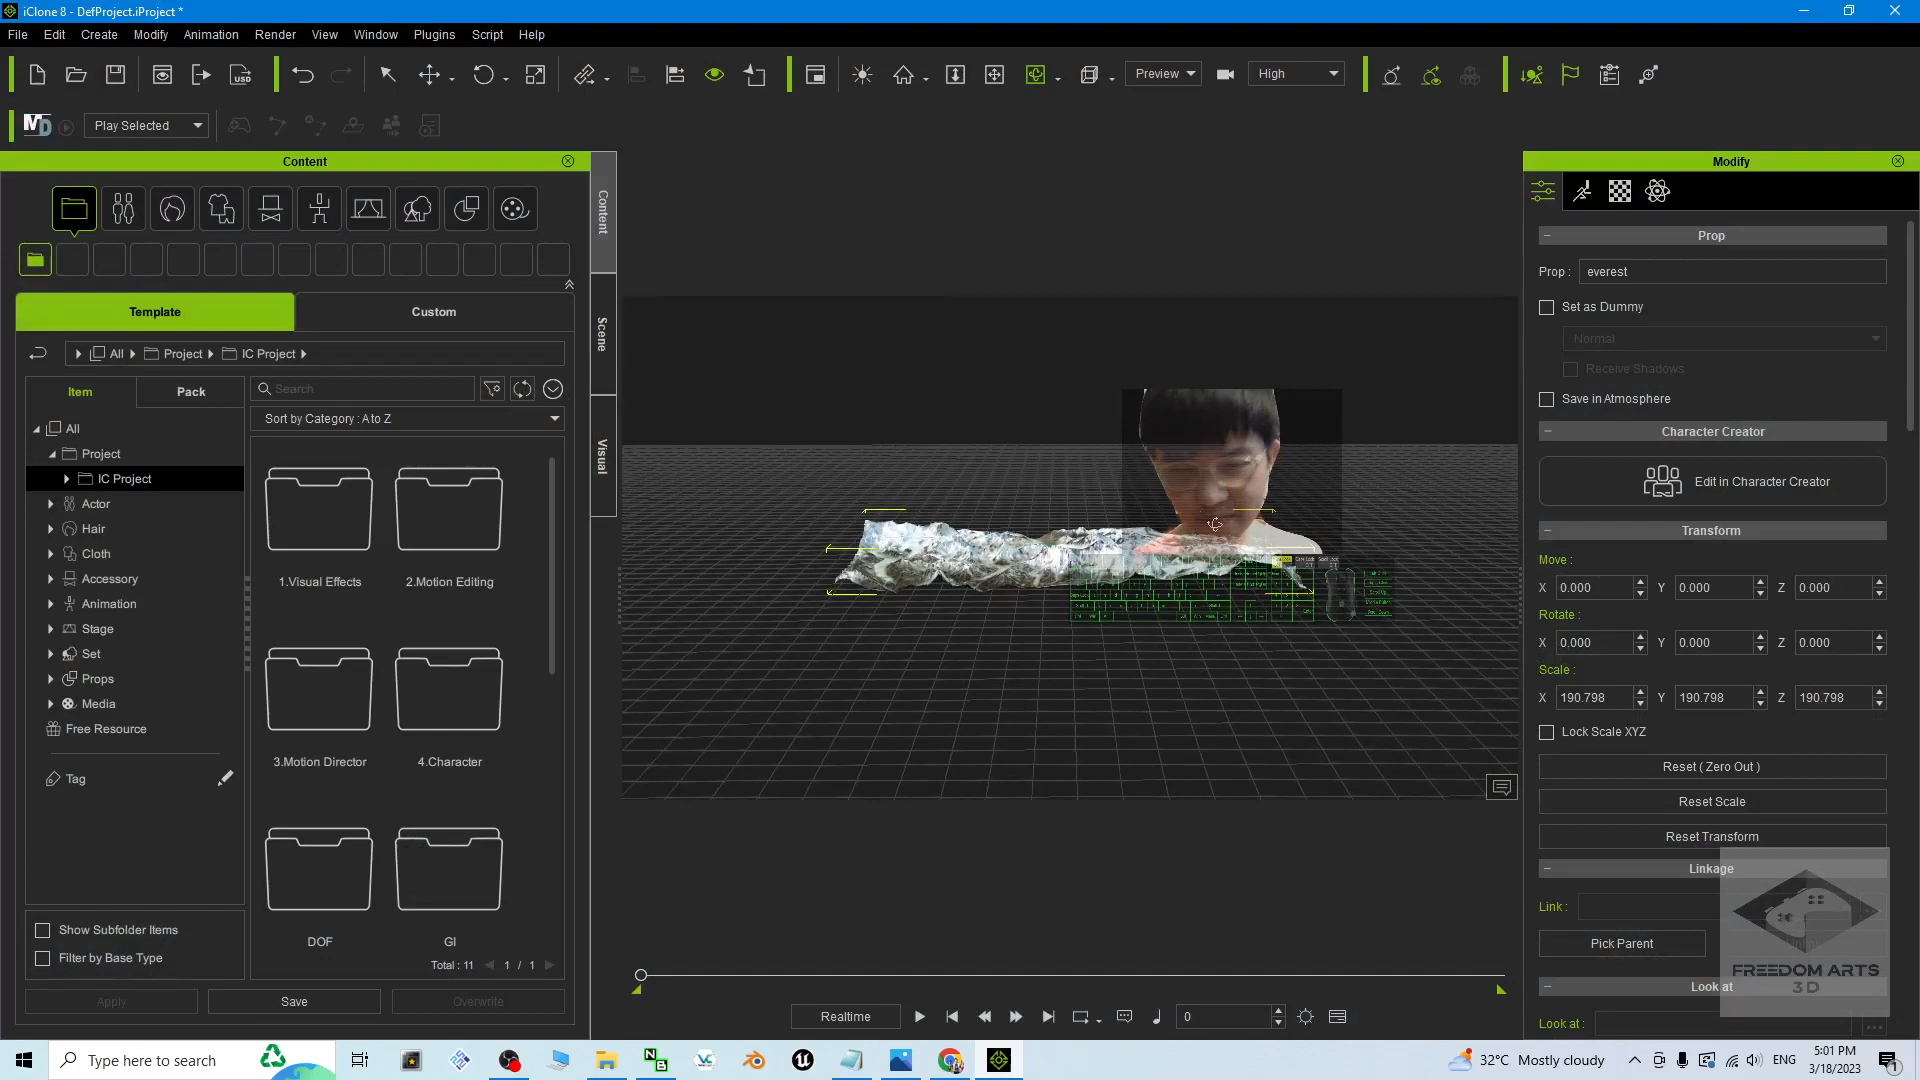 iClone 8 - DefProject.iProject *
File Edit Create Modify Animation Render View Window Plugins Script Help
USD
Preview
High
MD
Play Selected
Content
Modify
Content
Scene
Visual
Template
Custom
All
Project
IC Project
Item
Pack
Search
Sort by Category : A to Z
All
Project
IC Project
Actor
Hair
Cloth
Accessory
Animation
Stage
Set
Props
Media
Free Resource
Tag
1.Visual Effects
2.Motion Editing
3.Motion Director
4.Character
DOF
GI
Show Subfolder Items
Filter by Base Type
Total : 11
1 / 1
Apply
Save
Overwrite
Prop
Prop : everest
Set as Dummy
Normal
Receive Shadows
Save in Atmosphere
Character Creator
Edit in Character Creator
Transform
Move :
X 0.000 Y 0.000 Z 0.000
Rotate :
X 0.000 Y 0.000 Z 0.000
Scale :
X 190.798 Y 190.798 Z 190.798
Lock Scale XYZ
Reset ( Zero Out )
Reset Scale
Reset Transform
Linkage
Link :
Pick Parent
Look at
Look at :
FREEDOM ARTS
3D
Realtime
0
Type here to search
32°C Mostly cloudy
ENG
5:01 PM
3/18/2023
1